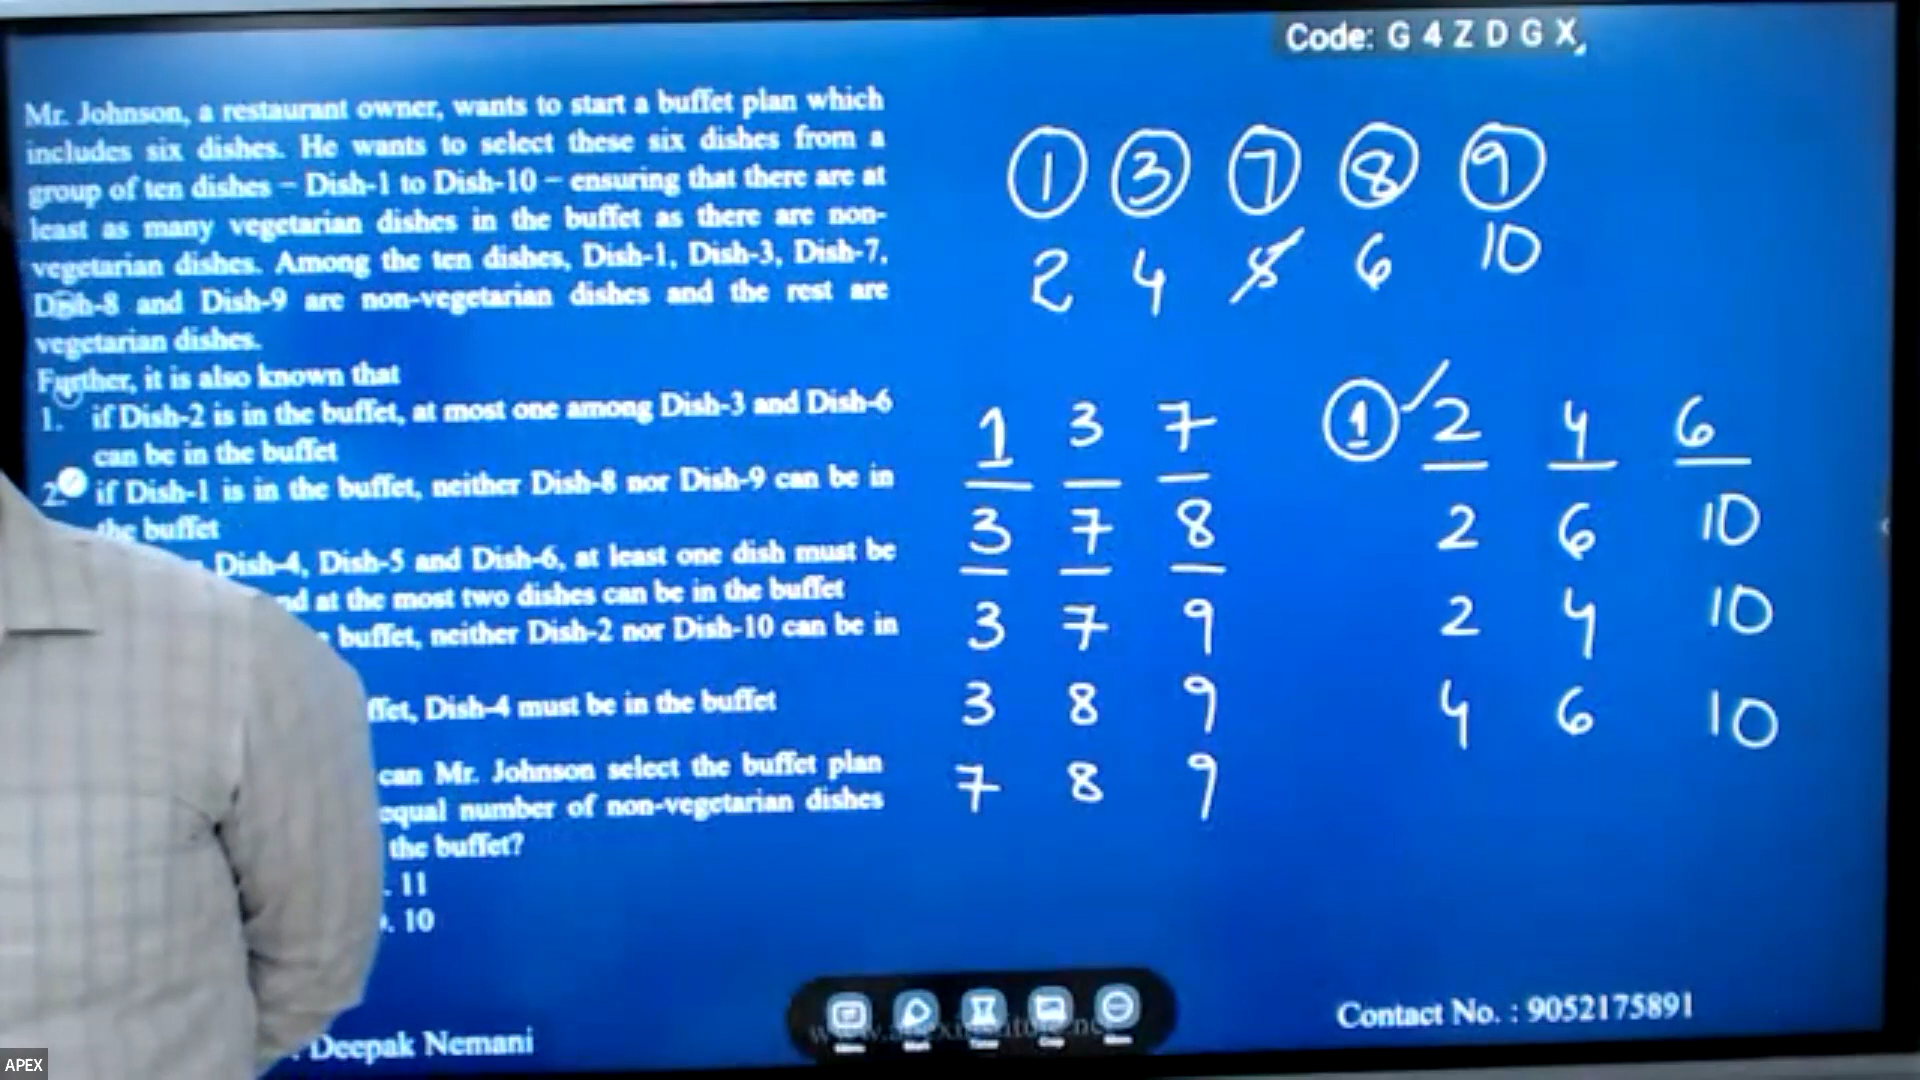 Code: G 4 Z D G X
Mr. Johnson, a restaurant owner, wants to start a buffet plan which
includes six dishes. He wants to select these six dishes from a
group of ten dishes – Dish-1 to Dish-10 – ensuring that there are at
least as many vegetarian dishes in the buffet as there are non-
vegetarian dishes. Among the ten dishes, Dish-1, Dish-3, Dish-7,
Dish-8 and Dish-9 are non-vegetarian dishes and the rest are
vegetarian dishes.
Further, it is also known that
1. if Dish-2 is in the buffet, at most one among Dish-3 and Dish-6
can be in the buffet
2. if Dish-1 is in the buffet, neither Dish-8 nor Dish-9 can be in
the buffet
Dish-4, Dish-5 and Dish-6, at least one dish must be
and at the most two dishes can be in the buffet
buffet, neither Dish-2 nor Dish-10 can be in
Dish-4 must be in the buffet
can Mr. Johnson select the buffet plan
equal number of non-vegetarian dishes
the buffet?
. 11
. 10
Deepak Nemani
1 3 7 8 9
2 4 5 6 10
1 3 7
3 7 8
3 7 9
3 8 9
7 8 9
1 2 4 6
2 6 10
2 4 10
4 6 10
Contact No. : 9052175891
APEX